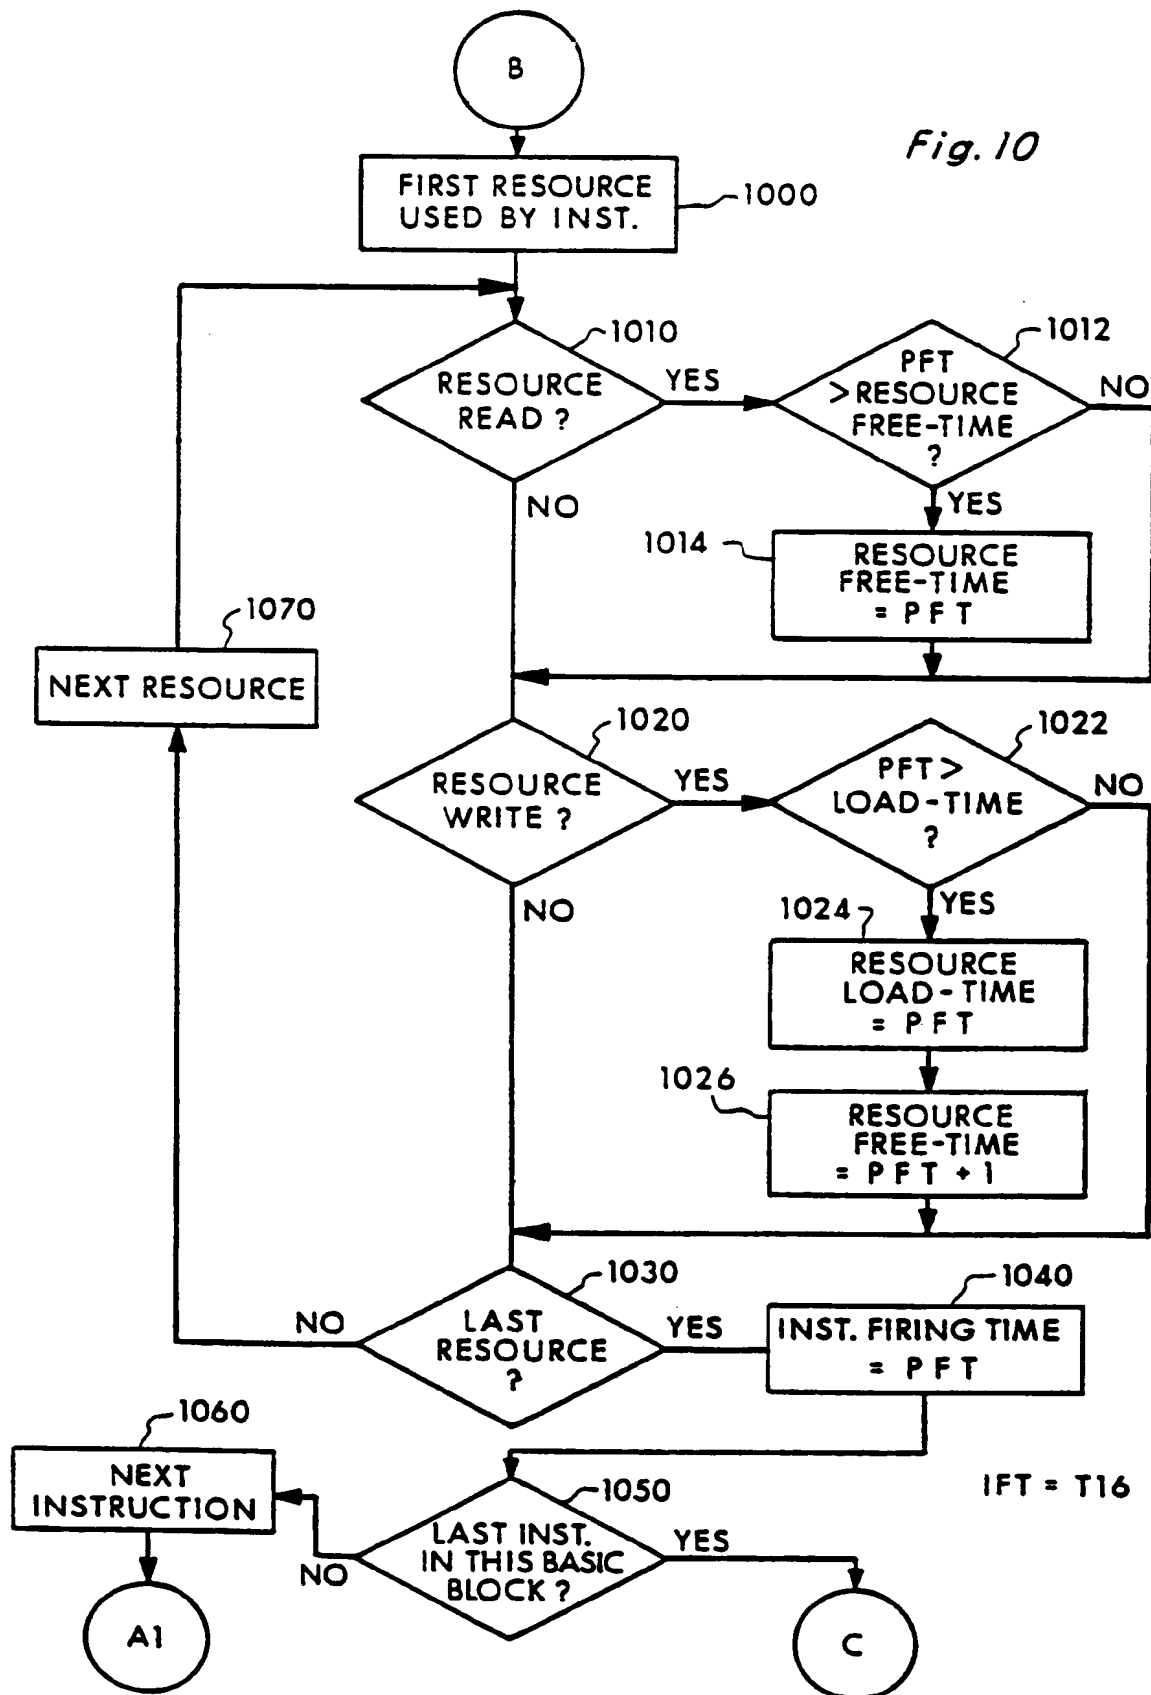 B
Fig. 10
FIRST RESOURCE
USED BY INST.
1000
1010
RESOURCE
READ ?
YES
NO
1012
PFT
> RESOURCE
FREE-TIME
?
NO
YES
1014
RESOURCE
FREE-TIME
= PFT
1070
NEXT RESOURCE
1020
RESOURCE
WRITE ?
YES
NO
1022
PFT >
LOAD-TIME
?
NO
YES
1024
RESOURCE
LOAD-TIME
= PFT
1026
RESOURCE
FREE-TIME
= PFT + 1
1030
LAST
RESOURCE
?
NO
YES
1040
INST. FIRING TIME
= PFT
1060
NEXT
INSTRUCTION
1050
LAST INST.
IN THIS BASIC
BLOCK ?
NO
YES
IFT = T16
A1
C